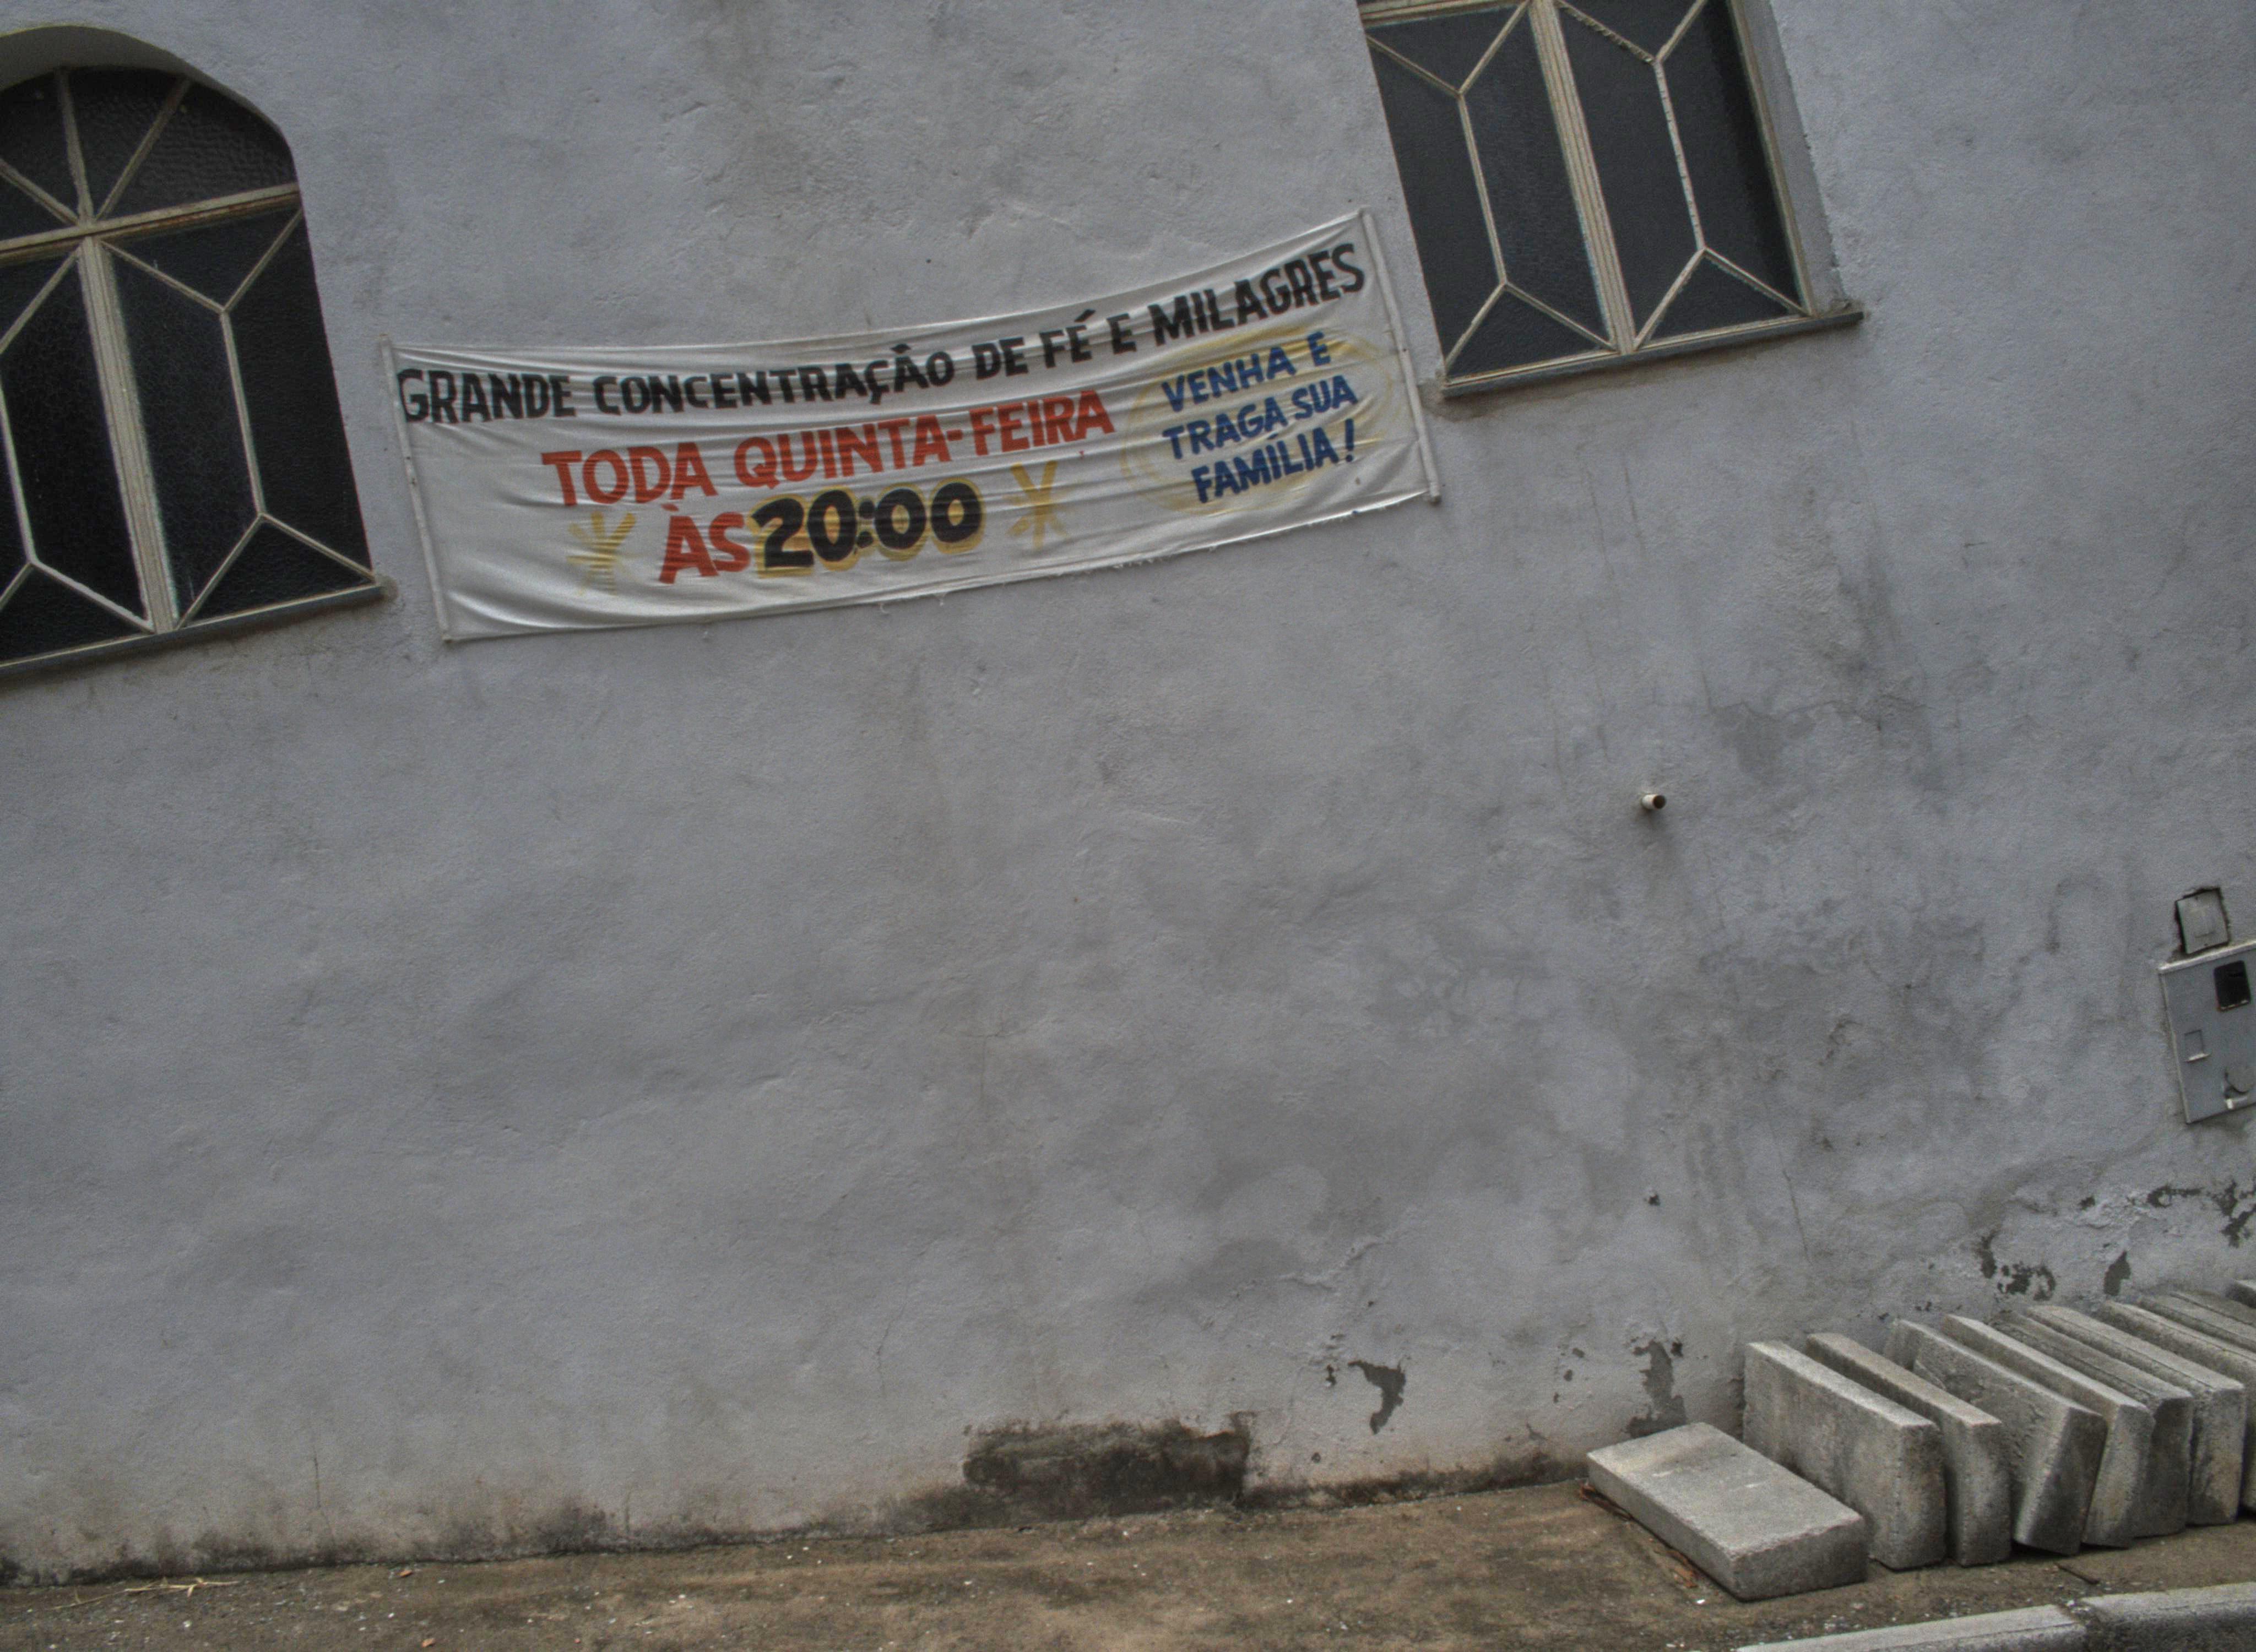 GRANDE CONCENTRAÇÃO DE FÉ E MILAGRES
TODA QUINTA-FEIRA
ÀS 20:00
VENHA E
TRAGA SUA
FAMÍLIA!